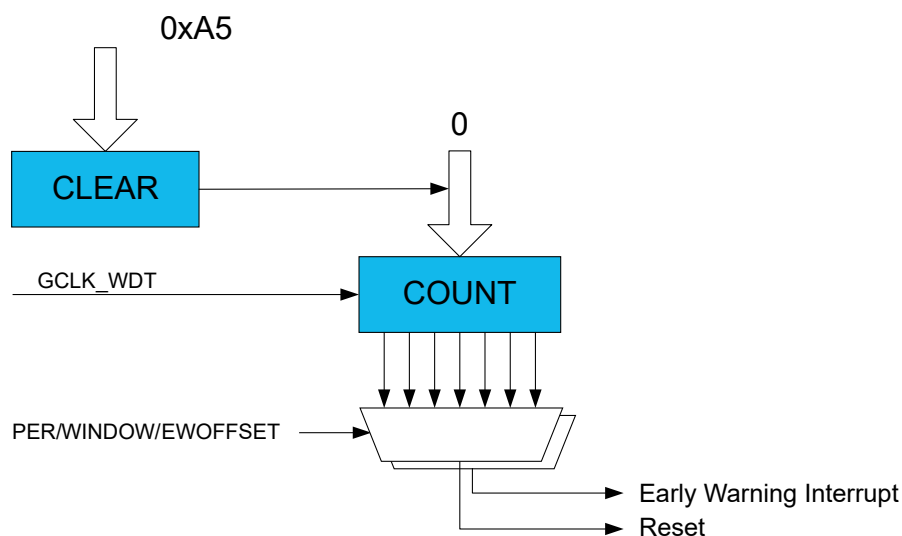 0xA5
0
CLEAR
GCLK_WDT
COUNT
PER/WINDOW/EWOFFSET
Early Warning Interrupt
Reset